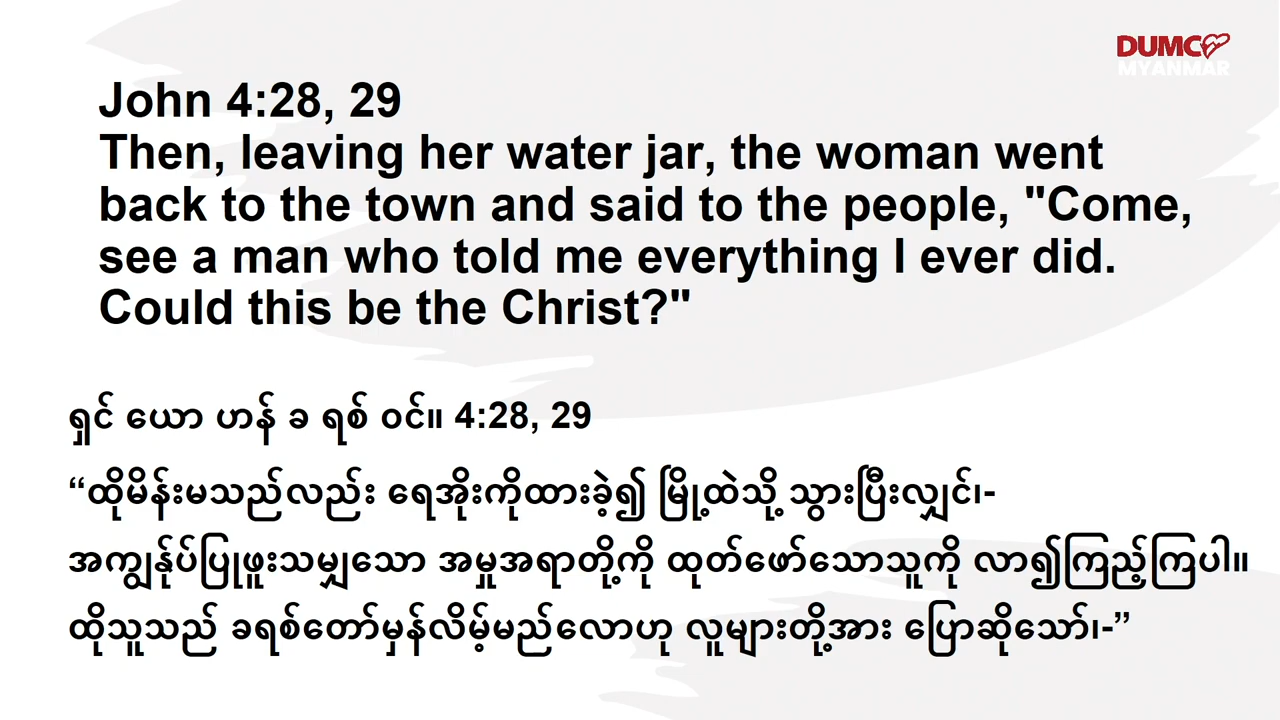 DUMC
MYANMAR
John 4:28, 29
Then, leaving her water jar, the woman went
back to the town and said to the people, "Come,
see a man who told me everything I ever did.
Could this be the Christ?"
ရှင် ယော ဟန် ခ ရစ် ဝင်။ 4:28, 29
“ထိုမိန်းမသည်လည်း ရေအိုးကိုထားခဲ့၍ မြို့ထဲသို့ သွားပြီးလျှင်၊-
အကျွန်ုပ်ပြုဖူးသမျှသော အမှုအရာတို့ကို ထုတ်ဖော်သောသူကို လာ၍ကြည့်ကြပါ။
ထိုသူသည် ခရစ်တော်မှန်လိမ့်မည်လောဟု လူများတို့အား ပြောဆိုသော်၊-”